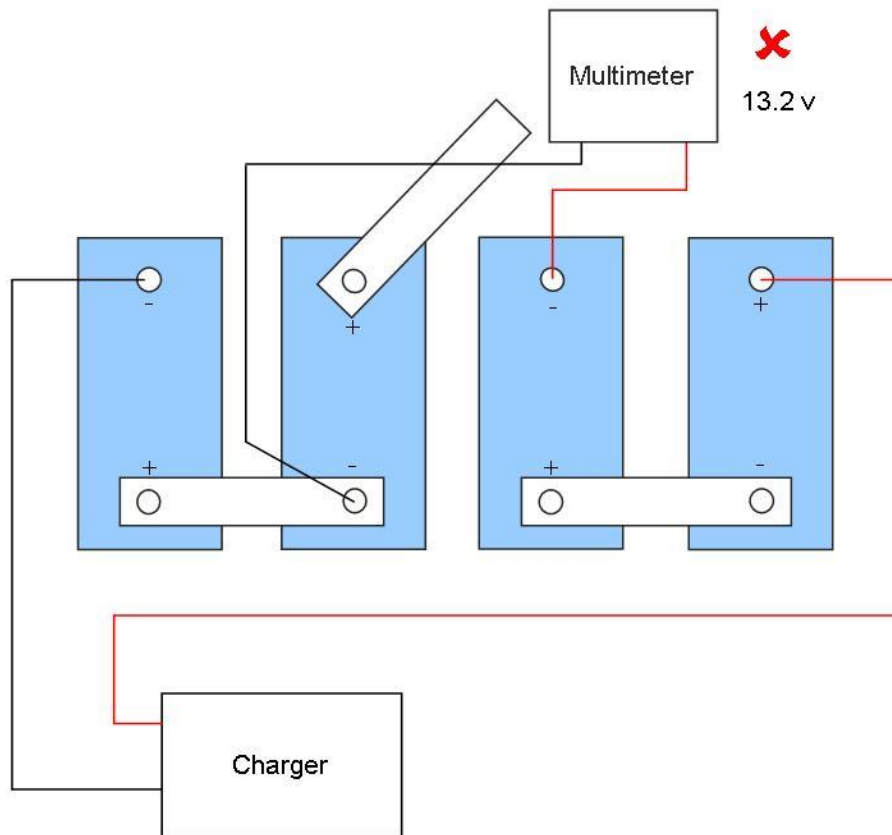 Multimeter
13.2 v
-
+
-
+
+
-
+
-
Charger